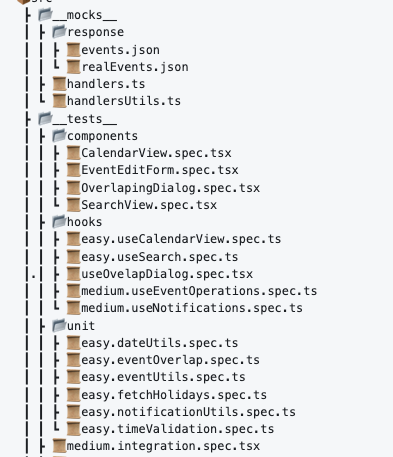 src
__mocks__
response
events.json
realEvents.json
handlers.ts
handlersUtils.ts
__tests__
components
CalendarView.spec.tsx
EventEditForm.spec.tsx
OverlapingDialog.spec.tsx
SearchView.spec.tsx
hooks
easy.useCalendarView.spec.ts
easy.useSearch.spec.ts
useOvelapDialog.spec.tsx
medium.useEventOperations.spec.ts
medium.useNotifications.spec.ts
unit
easy.dateUtils.spec.ts
easy.eventOverlap.spec.ts
easy.eventUtils.spec.ts
easy.fetchHolidays.spec.ts
easy.notificationUtils.spec.ts
easy.timeValidation.spec.ts
medium.integration.spec.tsx